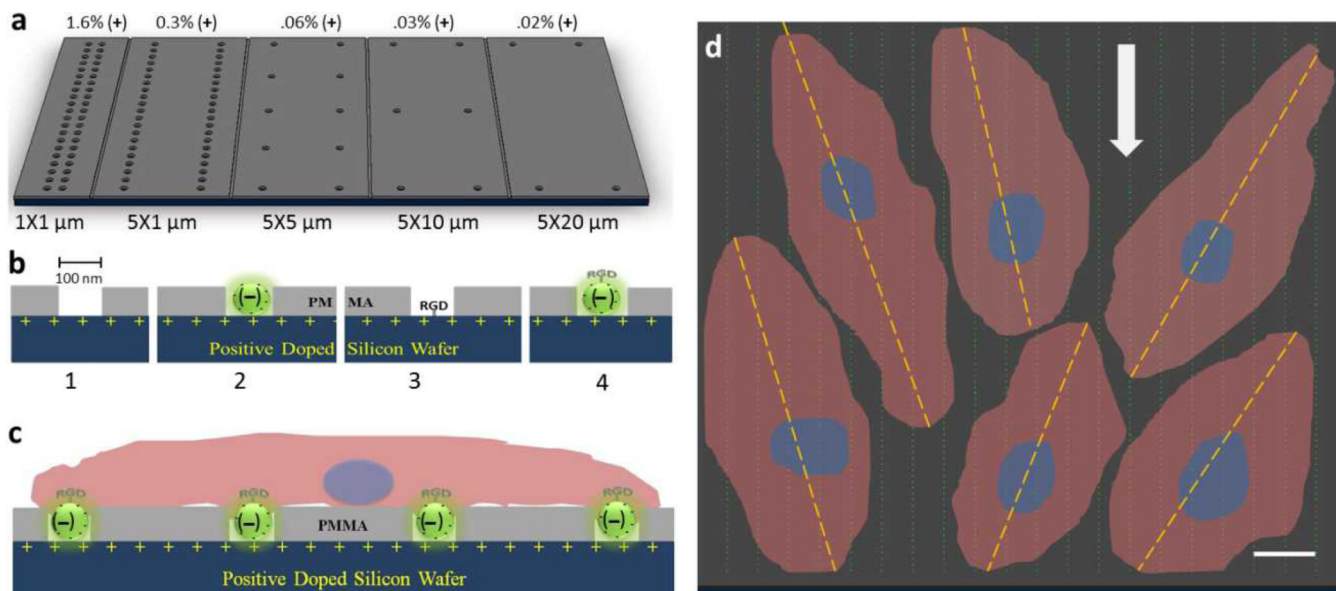 a
1.6% (+) 0.3% (+) .06% (+) .03% (+) .02% (+)
1X1 µm 5X1 µm 5X5 µm 5X10 µm 5X20 µm
b
100 nm
RGD
(−) PM MA RGD (−)
+ + + + + + + + + + + + + + + + + +
Positive Doped Silicon Wafer
1 2 3 4
c
RGD RGD RGD RGD
(−) (−) PMMA (−) (−)
+ + + + + + + + + + + + + + + + + + + + + + + +
Positive Doped Silicon Wafer
d